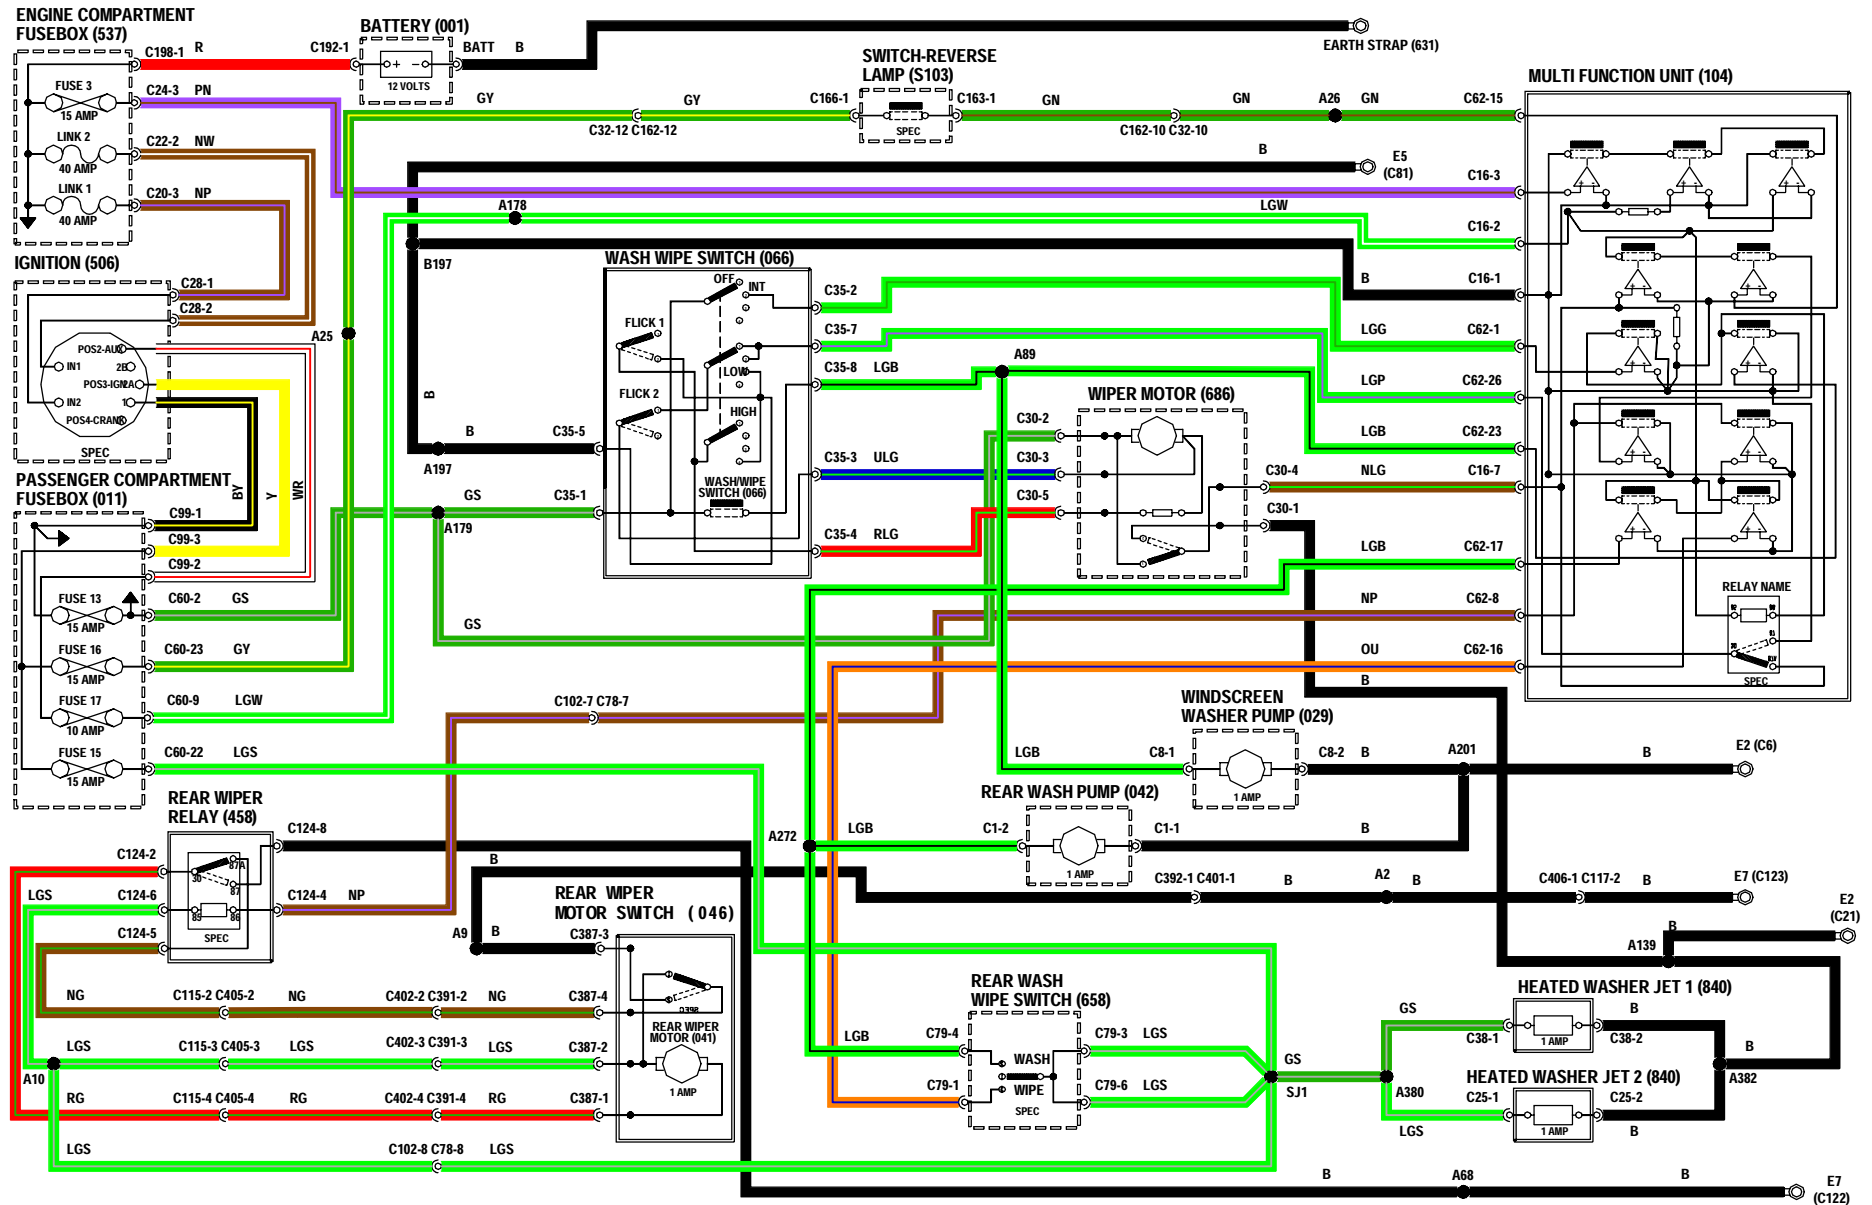 ENGINE COMPARTMENT
FUSEBOX (537)
C198-1 R
C192-1
BATTERY (001)
BATT B
12 VOLTS
EARTH STRAP (631)
FUSE 3
15 AMP
C24-3 PN
LINK 2
40 AMP
C22-2 NW
LINK 1
40 AMP
C20-3 NP
GY
GY
C32-12 C162-12
C166-1
SWITCH-REVERSE
LAMP (S103)
SPEC
C163-1
GN
C162-10 C32-10
GN
A26
GN
C62-15
MULTI FUNCTION UNIT (104)
B
E5
(C81)
C16-3
A178
LGW
C16-2
B197
B
C16-1
IGNITION (506)
C28-1
C28-2
POS2-AUX
2B
IN1
POS3-IGN
2A
IN2
1
POS4-CRANK
SPEC
A25
BY
Y
WR
B
B
A197
C35-5
WASH WIPE SWITCH (066)
OFF
INT
FLICK 1
LOW
FLICK 2
HIGH
WASH/WIPE
SWITCH (066)
C35-2
C35-7
C35-8 LGB
C35-3 ULG
C35-4 RLG
A89
LGG
C62-1
LGP
C62-26
LGB
C62-23
WIPER MOTOR (686)
C30-2
C30-3
C30-5
C30-4
C30-1
NLG
C16-7
PASSENGER COMPARTMENT
FUSEBOX (011)
C99-1
C99-3
C99-2
FUSE 13
15 AMP
C60-2 GS
FUSE 16
15 AMP
C60-23 GY
FUSE 17
10 AMP
C60-9 LGW
FUSE 15
15 AMP
C60-22 LGS
GS
C35-1
A179
GS
LGB
C62-17
NP
C62-8
OU
C62-16
B
RELAY NAME
SPEC
C102-7 C78-7
WINDSCREEN
WASHER PUMP (029)
LGB
C8-1
1 AMP
C8-2 B
A201
B
E2 (C6)
REAR WASH PUMP (042)
A272
LGB
C1-2
1 AMP
C1-1
B
REAR WIPER
RELAY (458)
C124-8
C124-2
C124-6
C124-4
NP
C124-5
30
87A
87
85
86
SPEC
LGS
B
C392-1 C401-1
B
A2
B
C406-1 C117-2
B
E7 (C123)
E2
(C21)
B
A139
REAR WIPER
MOTOR SWITCH (046)
A9
B
C387-3
C387-4
C387-2
C387-1
SPEC
REAR WIPER
MOTOR (041)
1 AMP
NG
C115-2 C405-2
NG
C402-2 C391-2
NG
LGS
C115-3 C405-3
LGS
C402-3 C391-3
LGS
A10
RG
C115-4 C405-4
RG
C402-4 C391-4
RG
LGS
C102-8 C78-8
LGS
REAR WASH
WIPE SWITCH (658)
LGB
C79-4
C79-1
WASH
WIPE
SPEC
C79-3 LGS
C79-6 LGS
GS
SJ1
A380
GS
LGS
HEATED WASHER JET 1 (840)
C38-1
1 AMP
C38-2
B
B
HEATED WASHER JET 2 (840)
C25-1
1 AMP
C25-2
B
A382
B
A68
B
E7
(C122)